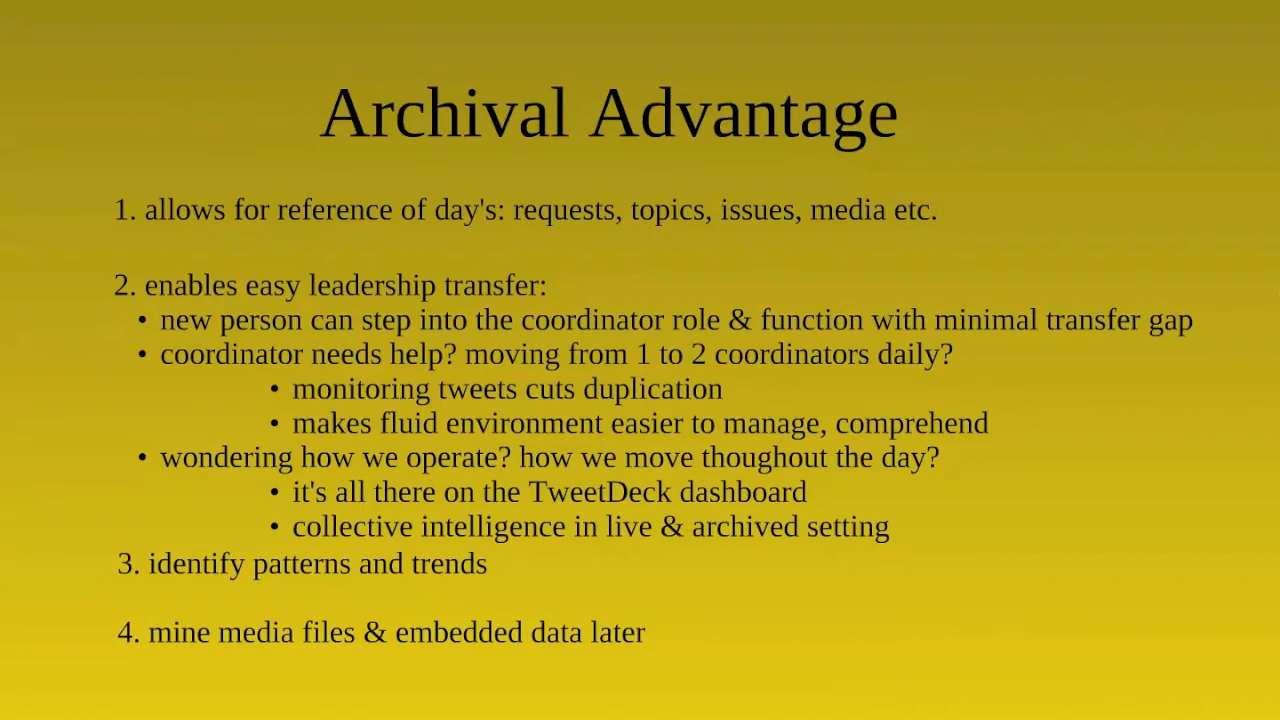 Archival Advantage
1. allows for reference of day's: requests, topics, issues, media etc.
2. enables easy leadership transfer:
• new person can step into the coordinator role & function with minimal transfer gap
• coordinator needs help? moving from 1 to 2 coordinators daily?
• monitoring tweets cuts duplication
• makes fluid environment easier to manage, comprehend
• wondering how we operate? how we move thoughout the day?
• it's all there on the TweetDeck dashboard
• collective intelligence in live & archived setting
3. identify patterns and trends
4. mine media files & embedded data later